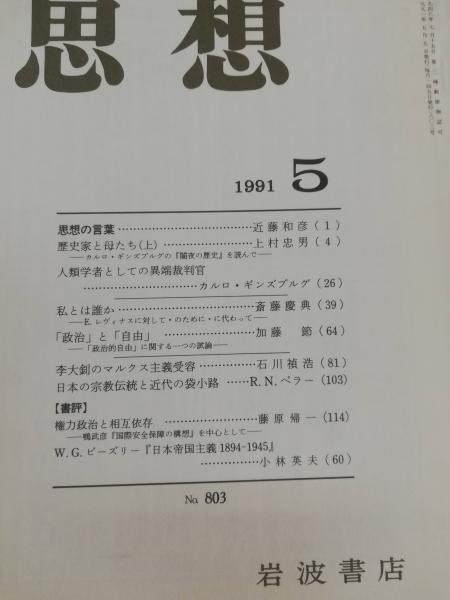 思想
1991 5
思想の言葉……………………………近藤和彦（1）
歴史家と母たち(上)…………………上村忠男（4）
――カルロ・ギンズブルグの『闇夜の歴史』を読んで――
人類学者としての異端裁判官
……………………………カルロ・ギンズブルグ（26）
私とは誰か……………………………斎藤慶典（39）
――E. レヴィナスに対して・のために・に代わって――
「政治」と「自由」…………………加藤 節（64）
――「政治的自由」に関する一つの試論――
李大釗のマルクス主義受容…………石川禎浩（81）
日本の宗教伝統と近代の袋小路……R. N. ベラー（103）
【書評】
権力政治と相互依存…………………藤原帰一（114）
――鴨武彦『国際安全保障の構想』を中心として――
W. G. ビーズリー『日本帝国主義 1894-1945』
……………小林英夫（60）
No. 803
岩波書店